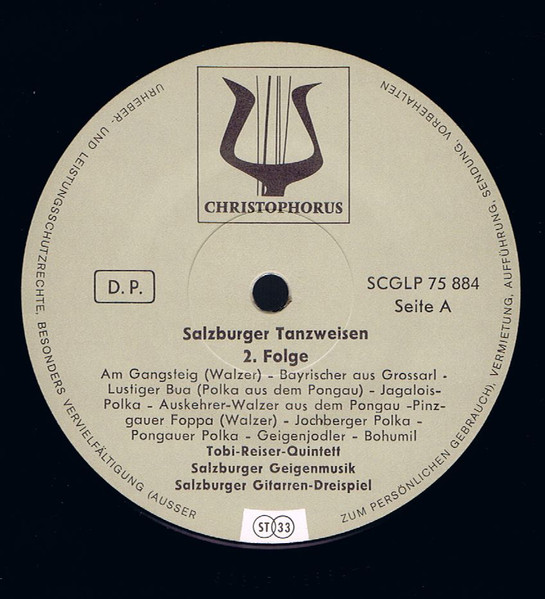 CHRISTOPHORUS
D.P.
SCGLP 75 884
Seite A
Salzburger Tanzweisen
2. Folge
Am Gangsteig (Walzer) - Bayrischer aus Grossarl -
Lustiger Bua (Polka aus dem Pongau) - Jagalois-
Polka - Auskehrer-Walzer aus dem Pongau -Pinz-
gauer Foppa (Walzer) - Jochberger Polka -
Pongauer Polka - Geigenjodler - Bohumil
Tobi-Reiser-Quintett
Salzburger Geigenmusik
Salzburger Gitarren-Dreispiel
ST 33
URHEBER- UND LEISTUNGSSCHUTZRECHTE, BESONDERS VERVIELFÄLTIGUNG (AUSSER
ZUM PERSÖNLICHEN GEBRAUCH), VERMIETUNG, AUFFÜHRUNG, SENDUNG, VORBEHALTEN